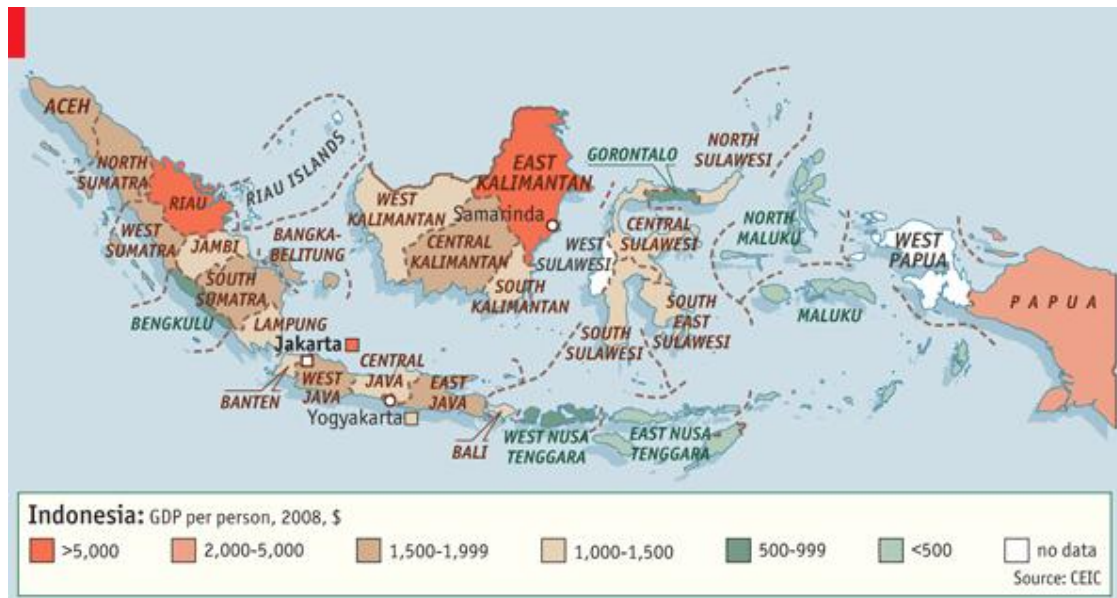 ACEH
NORTH
SUMATRA
RIAU
RIAU ISLANDS
WEST
SUMATRA
JAMBI
BANGKA-
BELITUNG
SOUTH
SUMATRA
BENGKULU
LAMPUNG
Jakarta
BANTEN
WEST
JAVA
CENTRAL
JAVA
EAST
JAVA
Yogyakarta
BALI
WEST
KALIMANTAN
EAST
KALIMANTAN
Samarinda
CENTRAL
KALIMANTAN
SOUTH
KALIMANTAN
GORONTALO
NORTH
SULAWESI
CENTRAL
SULAWESI
WEST
SULAWESI
SOUTH
SULAWESI
SOUTH
EAST
SULAWESI
NORTH
MALUKU
MALUKU
WEST
PAPUA
PAPUA
WEST NUSA
TENGGARA
EAST NUSA
TENGGARA
Indonesia: GDP per person, 2008, $
>5,000 2,000-5,000 1,500-1,999 1,000-1,500 500-999 <500 no data
Source: CEIC